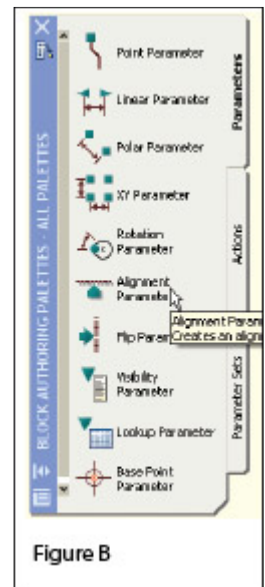 BLOCK AUTHORING PALETTES - ALL PALETTES
Point Parameter
Linear Parameter
Polar Parameter
XY Parameter
Rotation
Parameter
Alignment
Parameter
Alignment Param
Creates an align
Flip Param
Visibility
Parameter
Lookup Parameter
Base Point
Parameter
Parameters
Actions
Parameter Sets
Figure B